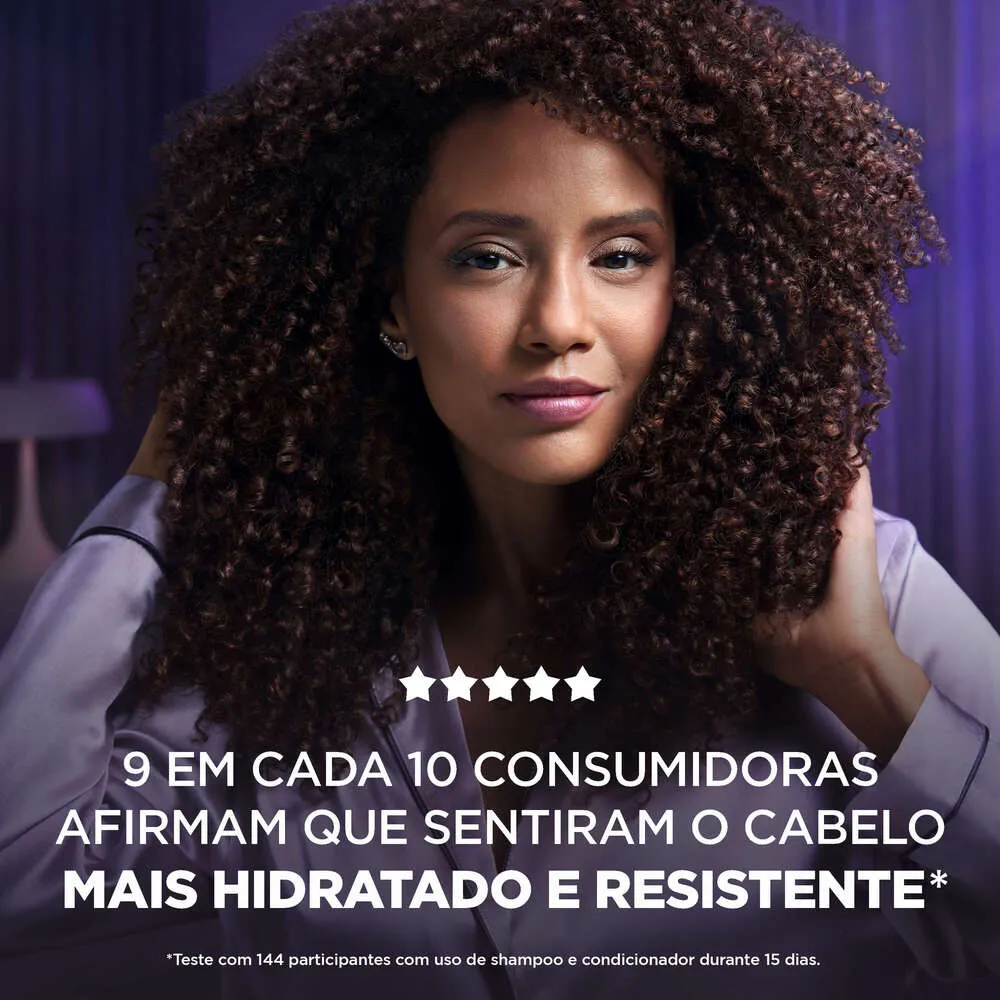 9 EM CADA 10 CONSUMIDORAS
AFIRMAM QUE SENTIRAM O CABELO
MAIS HIDRATADO E RESISTENTE*
*Teste com 144 participantes com uso de shampoo e condicionador durante 15 dias.